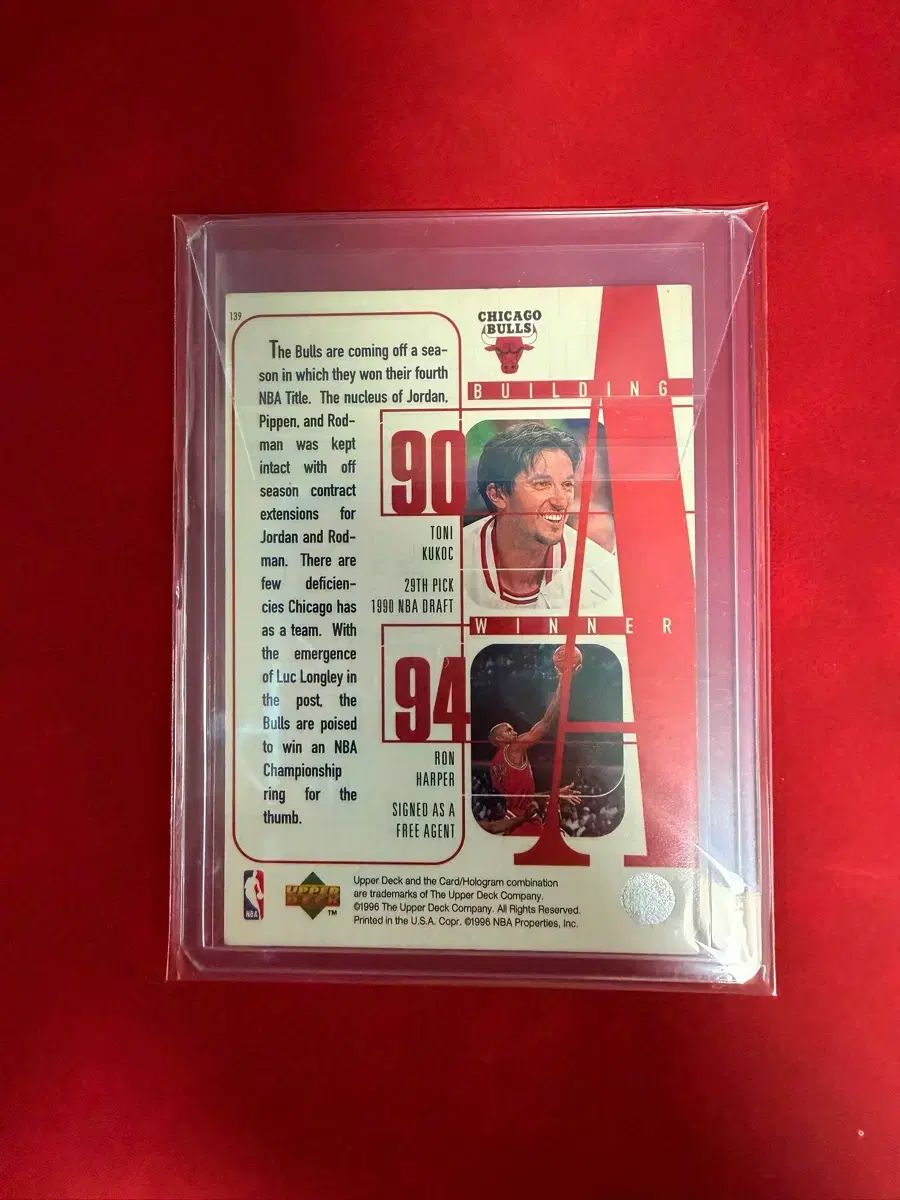 139
The Bulls are coming off a sea-
son in which they won their fourth
NBA Title. The nucleus of Jordan,
Pippen, and Rod-
man was kept
intact with off
season contract
extensions for
Jordan and Rod-
man. There are
few deficien-
cies Chicago has
as a team. With
the emergence
of Luc Longley in
the post, the
Bulls are poised
to win an NBA
Championship
ring for the
thumb.
CHICAGO
BULLS
BUILDING
A
90
TONI
KUKOC
29TH PICK
1990 NBA DRAFT
WINNER
94
RON
HARPER
SIGNED AS A
FREE AGENT
NBA
UPPER
DECK
TM
Upper Deck and the Card/Hologram combination
are trademarks of The Upper Deck Company.
©1996 The Upper Deck Company. All Rights Reserved.
Printed in the U.S.A. Copr. ©1996 NBA Properties, Inc.